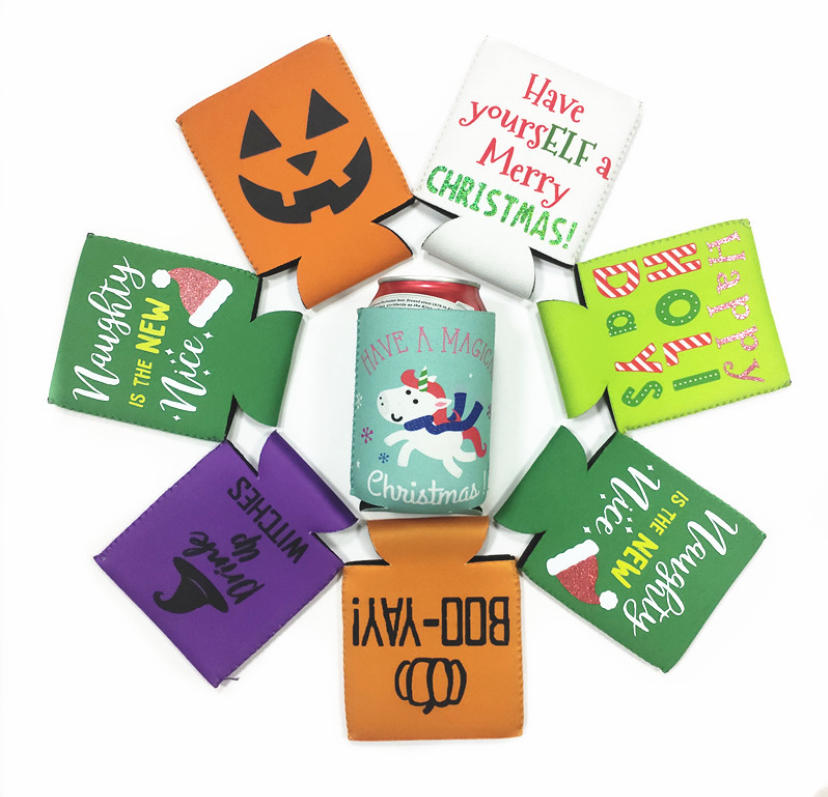 Have
yoursELF a
Merry
CHRISTMAS!
Naughty
IS THE NEW
Nice
HAVE A MAGIC
Christmas!
Happy
HOLI
DAYS
Drink
up
WITCHES
BOO-YAY!
Naughty
IS THE NEW
Nice